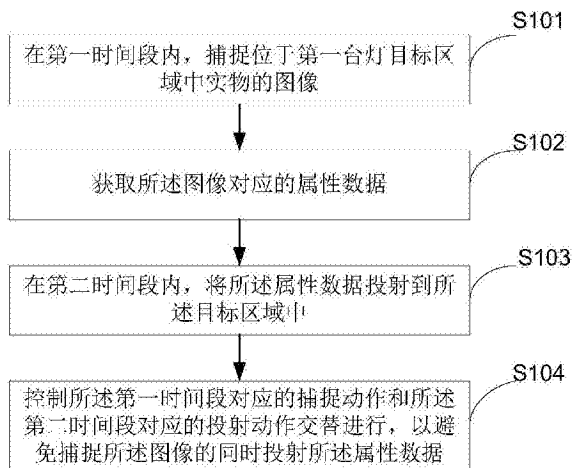 S101
在第一时间段内，捕捉位于第一台灯目标区
域中实物的图像
S102
获取所述图像对应的属性数据
S103
在第二时间段内，将所述属性数据投射到所
述目标区域中
S104
控制所述第一时间段对应的捕捉动作和所述
第二时间段对应的投射动作交替进行，以避
免捕捉所述图像的同时投射所述属性数据